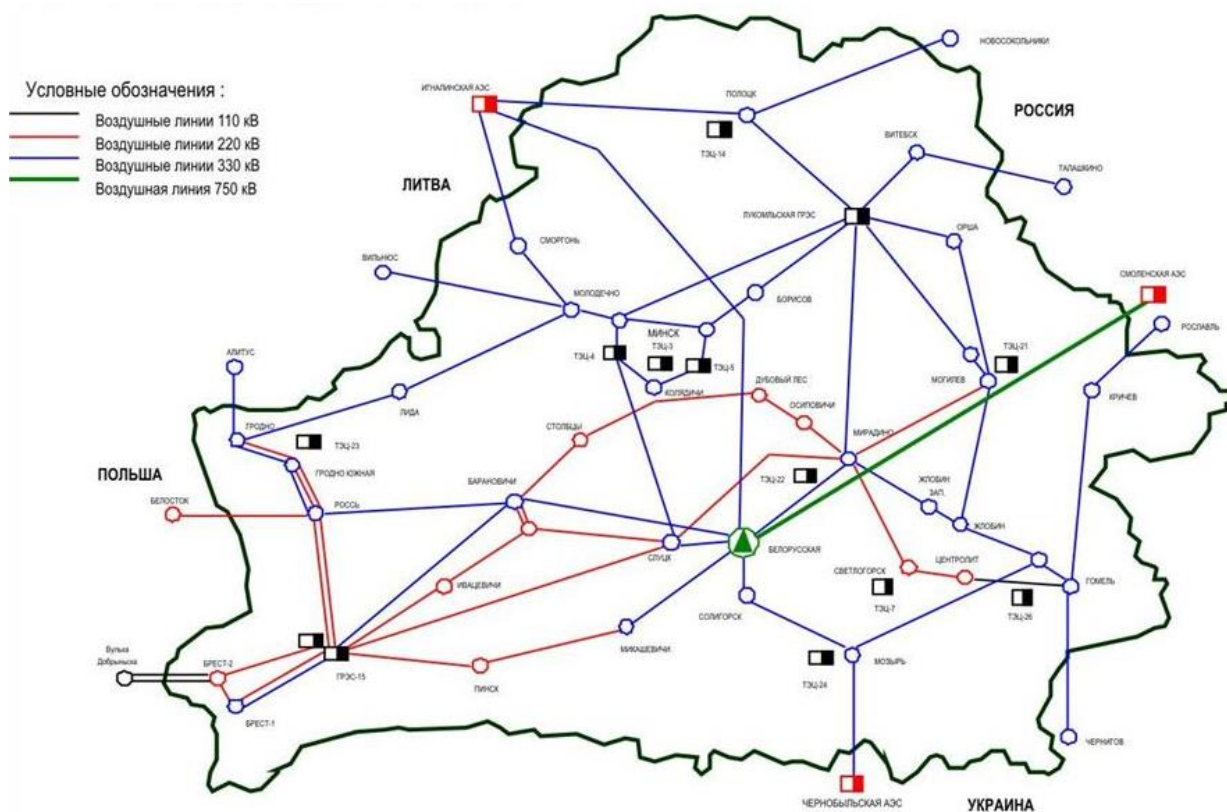 НОВОСОКОЛЬНИКИ
Условные обозначения :
Воздушные линии 110 кВ
Воздушные линии 220 кВ
Воздушные линии 330 кВ
Воздушная линия 750 кВ
ИГНАЛИНСКАЯ АЭС
ПОЛОЦК
РОССИЯ
ТЭЦ-14
ВИТЕБСК
ТАЛАШКИНО
ЛИТВА
ЛУКОИЛЬСКАЯ ГРЭС
ОРША
СМОРГОНЬ
ВИЛЬНЮС
СМОЛЕНСКАЯ АЭС
МОЛОДЕЧНО
БОРИСОВ
РОСЛАВЛЬ
МИНСК
ТЭЦ-3
ТЭЦ-4
ТЭЦ-5
ТЭЦ-21
АЛИТУС
КОЛЯДИЧИ
ДУБОВЫЙ ЛЕС
МОГИЛЕВ
КРИЧЕВ
ЛИДА
ОСИПОВИЧИ
ГРОДНО
СТОЛБЦЫ
МИРАДИНО
ТЭЦ-23
ПОЛЬША
ГРОДНО ЮЖНАЯ
БАРАНОВИЧИ
ТЭЦ-22
ЖЛОБИН
ЗАП.
БЕЛОСТОК
РОССЬ
ЖЛОБИН
СЛУЦК
БЕЛОРУССКАЯ
ЦЕНТРОЛИТ
СВЕТЛОГОРСК
ГОМЕЛЬ
ИВАЦЕВИЧИ
ТЭЦ-7
ТЭЦ-26
СОЛИГОРСК
Вулька
Добрыньска
БРЕСТ-2
МИКАШЕВИЧИ
ТЭЦ-24
МОЗЫРЬ
ГРЭС-15
ПИНСК
БРЕСТ-1
ЧЕРНИГОВ
ЧЕРНОБЫЛЬСКАЯ АЭС
УКРАИНА